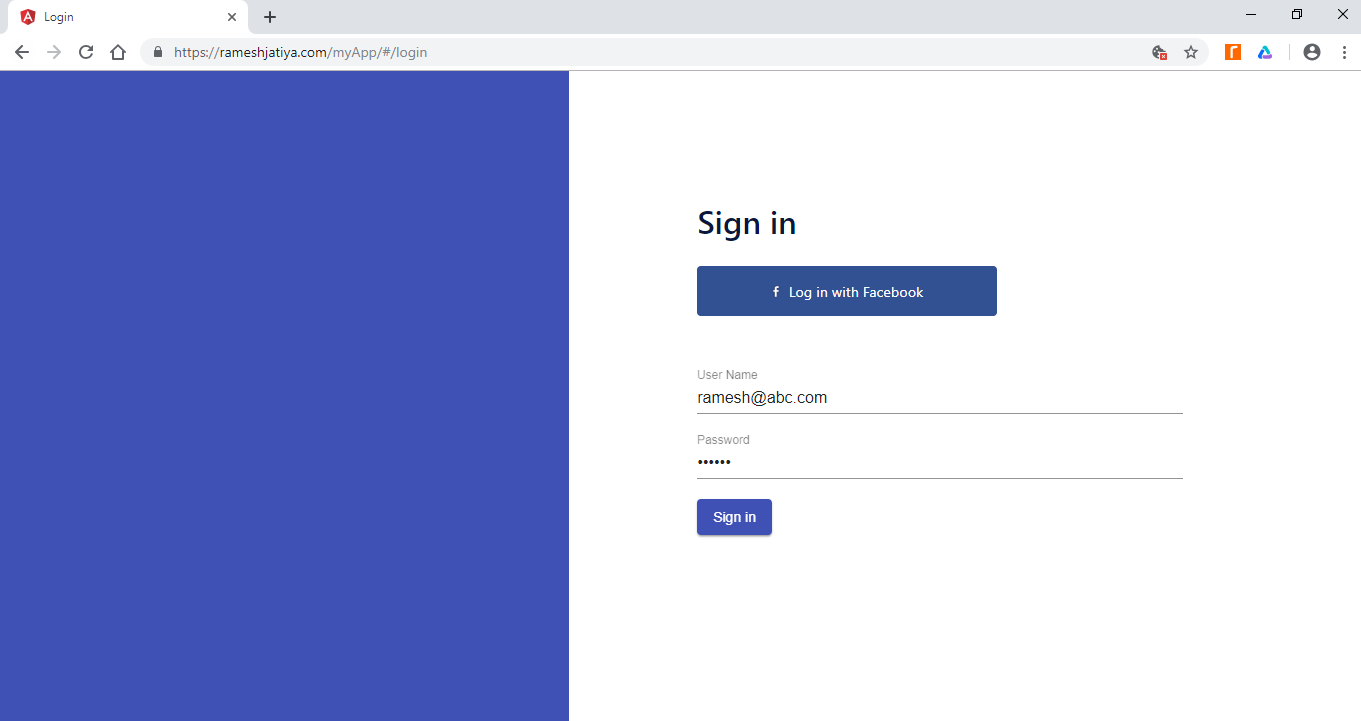 Login
https://rameshjatiya.com/myApp/#/login
Sign in
f Log in with Facebook
User Name
ramesh@abc.com
Password
••••••
Sign in